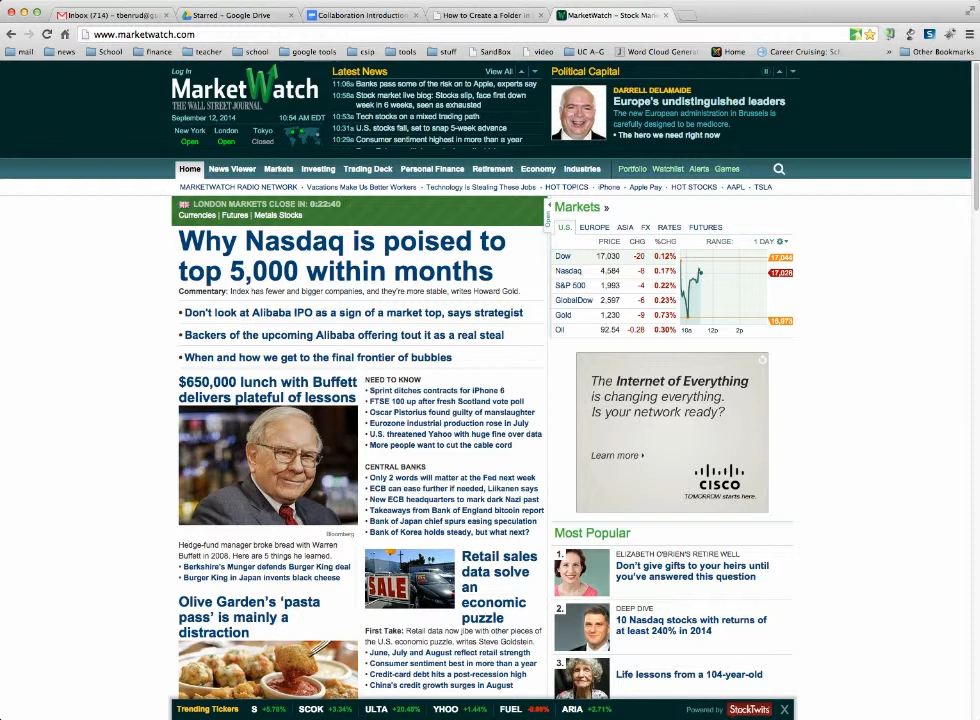 Inbox (714) – tbenrud@g
Starred – Google Drive
Collaboration Introduction
How to Create a Folder in
MarketWatch – Stock Mark
www.marketwatch.com
mail
news
School
finance
teacher
school
google tools
csip
tools
stuff
SandBox
video
UC A-G
Word Cloud Genera
Home
Career Cruising: Sch
Other Bookmarks
Log In
MarketWatch
THE WALL STREET JOURNAL
September 12, 2014
10:54 AM EDT
New York
London
Tokyo
Open
Open
Closed
Latest News
View All
11:06a Banks pass some of the risk on to Apple, experts say
10:58a Stock market live blog: Stocks slip, face first down
week in 6 weeks, seen as exhausted
10:53a Tech stocks on a mixed trading path
10:31a U.S. stocks fall, set to snap 5-week advance
10:29a Consumer sentiment highest in more than a year
Political Capital
DARRELL DELAMAIDE
Europe's undistinguished leaders
The new European administration in Brussels is
carefully designed to be mediocre.
• The hero we need right now
Home News Viewer Markets Investing Trading Deck Personal Finance Retirement Economy Industries Portfolio Watchlist Alerts Games
MARKETWATCH RADIO NETWORK • Vacations Make Us Better Workers • Technology Is Stealing These Jobs • HOT TOPICS • iPhone • Apple Pay • HOT STOCKS • AAPL • TSLA
LONDON MARKETS CLOSE IN: 0:22:40
Currencies | Futures | Metals Stocks
Open
Why Nasdaq is poised to
top 5,000 within months
Commentary: Index has fewer and bigger companies, and they're more stable, writes Howard Gold.
• Don't look at Alibaba IPO as a sign of a market top, says strategist
• Backers of the upcoming Alibaba offering tout it as a real steal
• When and how we get to the final frontier of bubbles
$650,000 lunch with Buffett
delivers plateful of lessons
Bloomberg
Hedge-fund manager broke bread with Warren
Buffett in 2008. Here are 5 things he learned.
• Berkshire's Munger defends Burger King deal
• Burger King in Japan invents black cheese
Olive Garden's 'pasta
pass' is mainly a
distraction
NEED TO KNOW
• Sprint ditches contracts for iPhone 6
• FTSE 100 up after fresh Scotland vote poll
• Oscar Pistorius found guilty of manslaughter
• Eurozone industrial production rose in July
• U.S. threatened Yahoo with huge fine over data
• More people want to cut the cable cord
CENTRAL BANKS
• Only 2 words will matter at the Fed next week
• ECB can ease further if needed, Liikanen says
• New ECB headquarters to mark dark Nazi past
• Takeaways from Bank of England bitcoin report
• Bank of Japan chief spurs easing speculation
• Bank of Korea holds steady, but what next?
SALE
Retail sales
data solve
an
economic
puzzle
First Take: Retail data now jibe with other pieces of
the U.S. economic puzzle, writes Steve Goldstein.
• June, July and August reflect retail strength
• Consumer sentiment best in more than a year
• Credit-card debt hits a post-recession high
• China's credit growth surges in August
Markets »
U.S. EUROPE ASIA FX RATES FUTURES
PRICE CHG %CHG RANGE: 1 DAY
Dow 17,030 -20 0.12%
Nasdaq 4,584 -8 0.17%
S&P 500 1,993 -4 0.22%
GlobalDow 2,597 -6 0.23%
Gold 1,230 -9 0.73%
Oil 92.54 -0.28 0.30%
17,044
17,028
16,973
10a 12p 2p
The Internet of Everything
is changing everything.
Is your network ready?
Learn more
CISCO
TOMORROW starts here.
Most Popular
1.
ELIZABETH O'BRIEN'S RETIRE WELL
Don't give gifts to your heirs until
you've answered this question
2.
DEEP DIVE
10 Nasdaq stocks with returns of
at least 240% in 2014
3.
Life lessons from a 104-year-old
Trending Tickers S +5.79% SCOK +3.34% ULTA +20.48% YHOO +1.44% FUEL -0.86% ARIA +2.71% Powered by StockTwits X